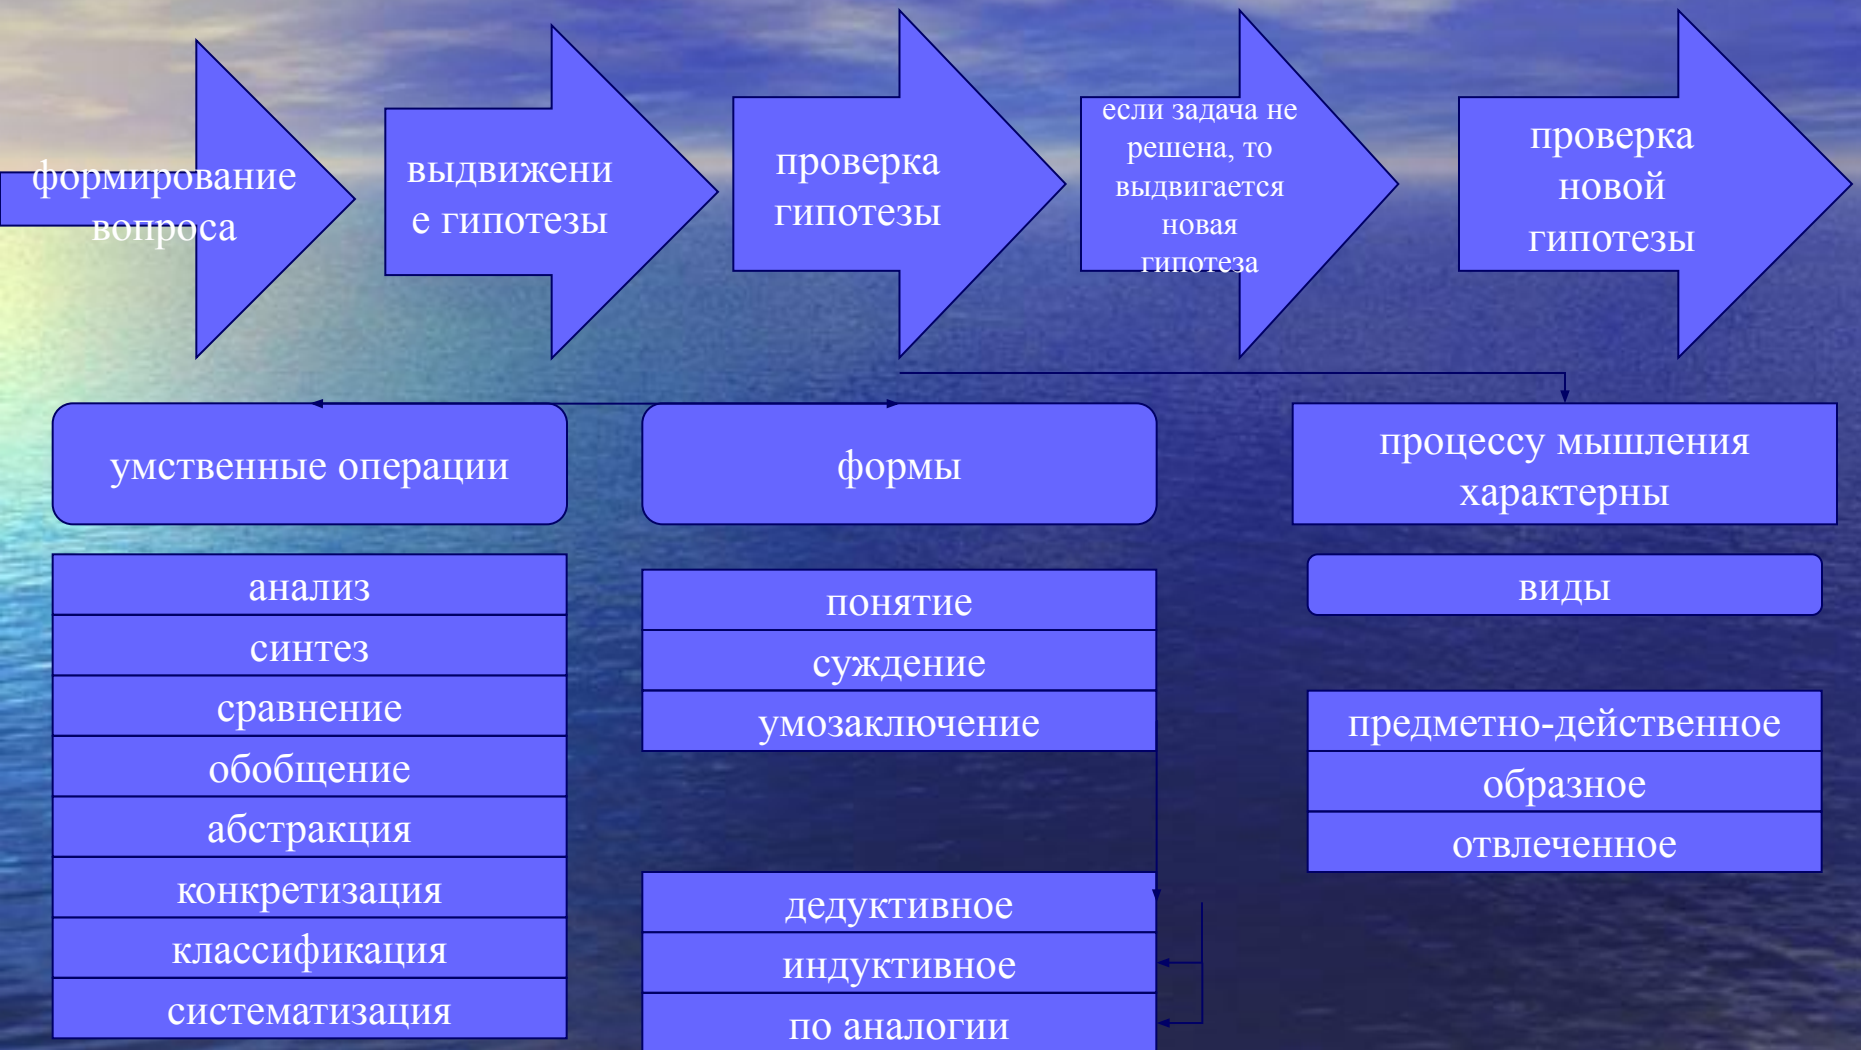 формирование
вопроса
выдвижени
е гипотезы
проверка
гипотезы
если задача не
решена, то
выдвигается
новая
гипотеза
проверка
новой
гипотезы
умственные операции
анализ
синтез
сравнение
обобщение
абстракция
конкретизация
классификация
систематизация
формы
понятие
суждение
умозаключение
дедуктивное
индуктивное
по аналогии
процессу мышления
характерны
виды
предметно-действенное
образное
отвлеченное